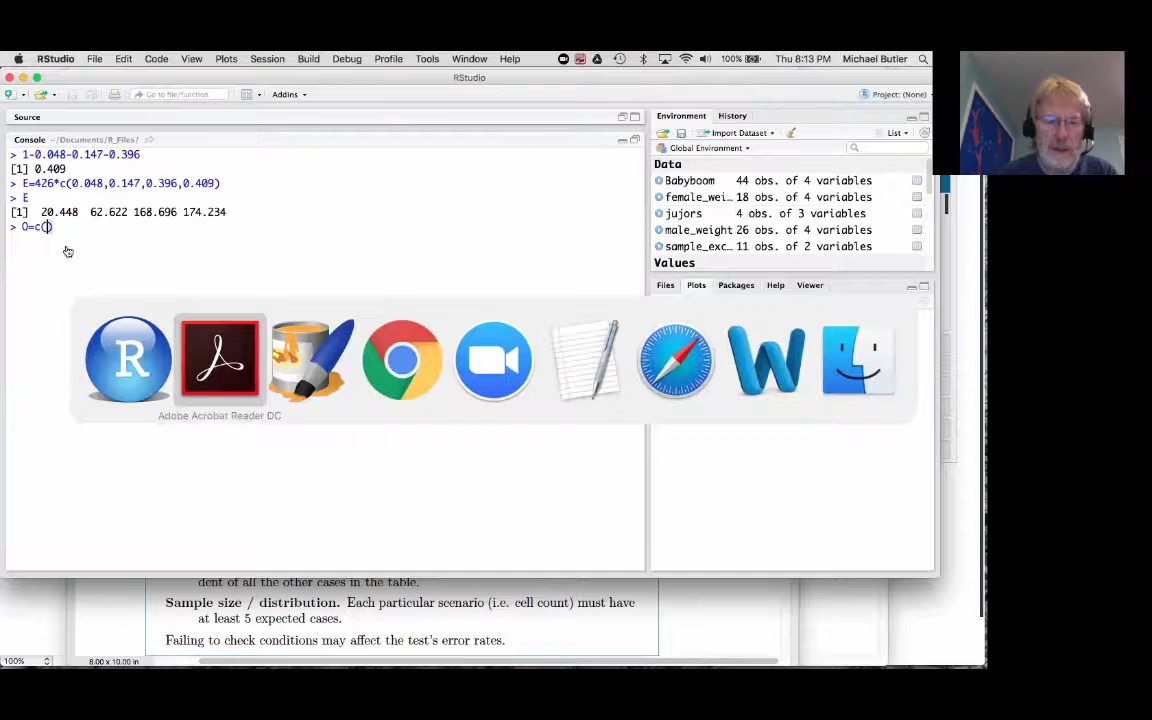 RStudio File Edit Code View Plots Session Build Debug Profile Tools Window Help 100% Thu 8:13 PM Michael Butler
RStudio
Go to file/function Addins Project: (None)
Source
Console ~/Documents/R_Files/
> 1-0.048-0.147-0.396
[1] 0.409
> E=426*c(0.048,0.147,0.396,0.409)
> E
[1] 20.448 62.622 168.696 174.234
> O=c()
Environment History
Import Dataset List
Global Environment
Data
Babyboom 44 obs. of 4 variables
female_wei… 18 obs. of 4 variables
jujors 4 obs. of 3 variables
male_weight 26 obs. of 4 variables
sample_exc… 11 obs. of 2 variables
Values
Files Plots Packages Help Viewer
Adobe Acrobat Reader DC
dent of all the other cases in the table.
Sample size / distribution. Each particular scenario (i.e. cell count) must have
at least 5 expected cases.
Failing to check conditions may affect the test's error rates.
100% 8.00 x 10.00 in